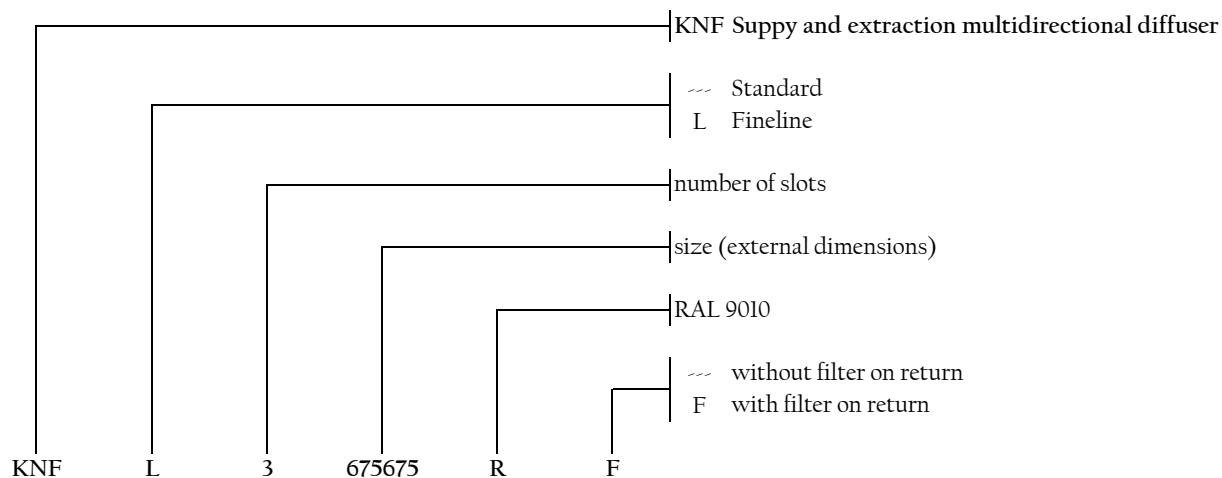 KNF Suppy and extraction multidirectional diffuser
--- Standard
L Fineline
number of slots
size (external dimensions)
RAL 9010
--- without filter on return
F with filter on return
KNF L 3 675675 R F